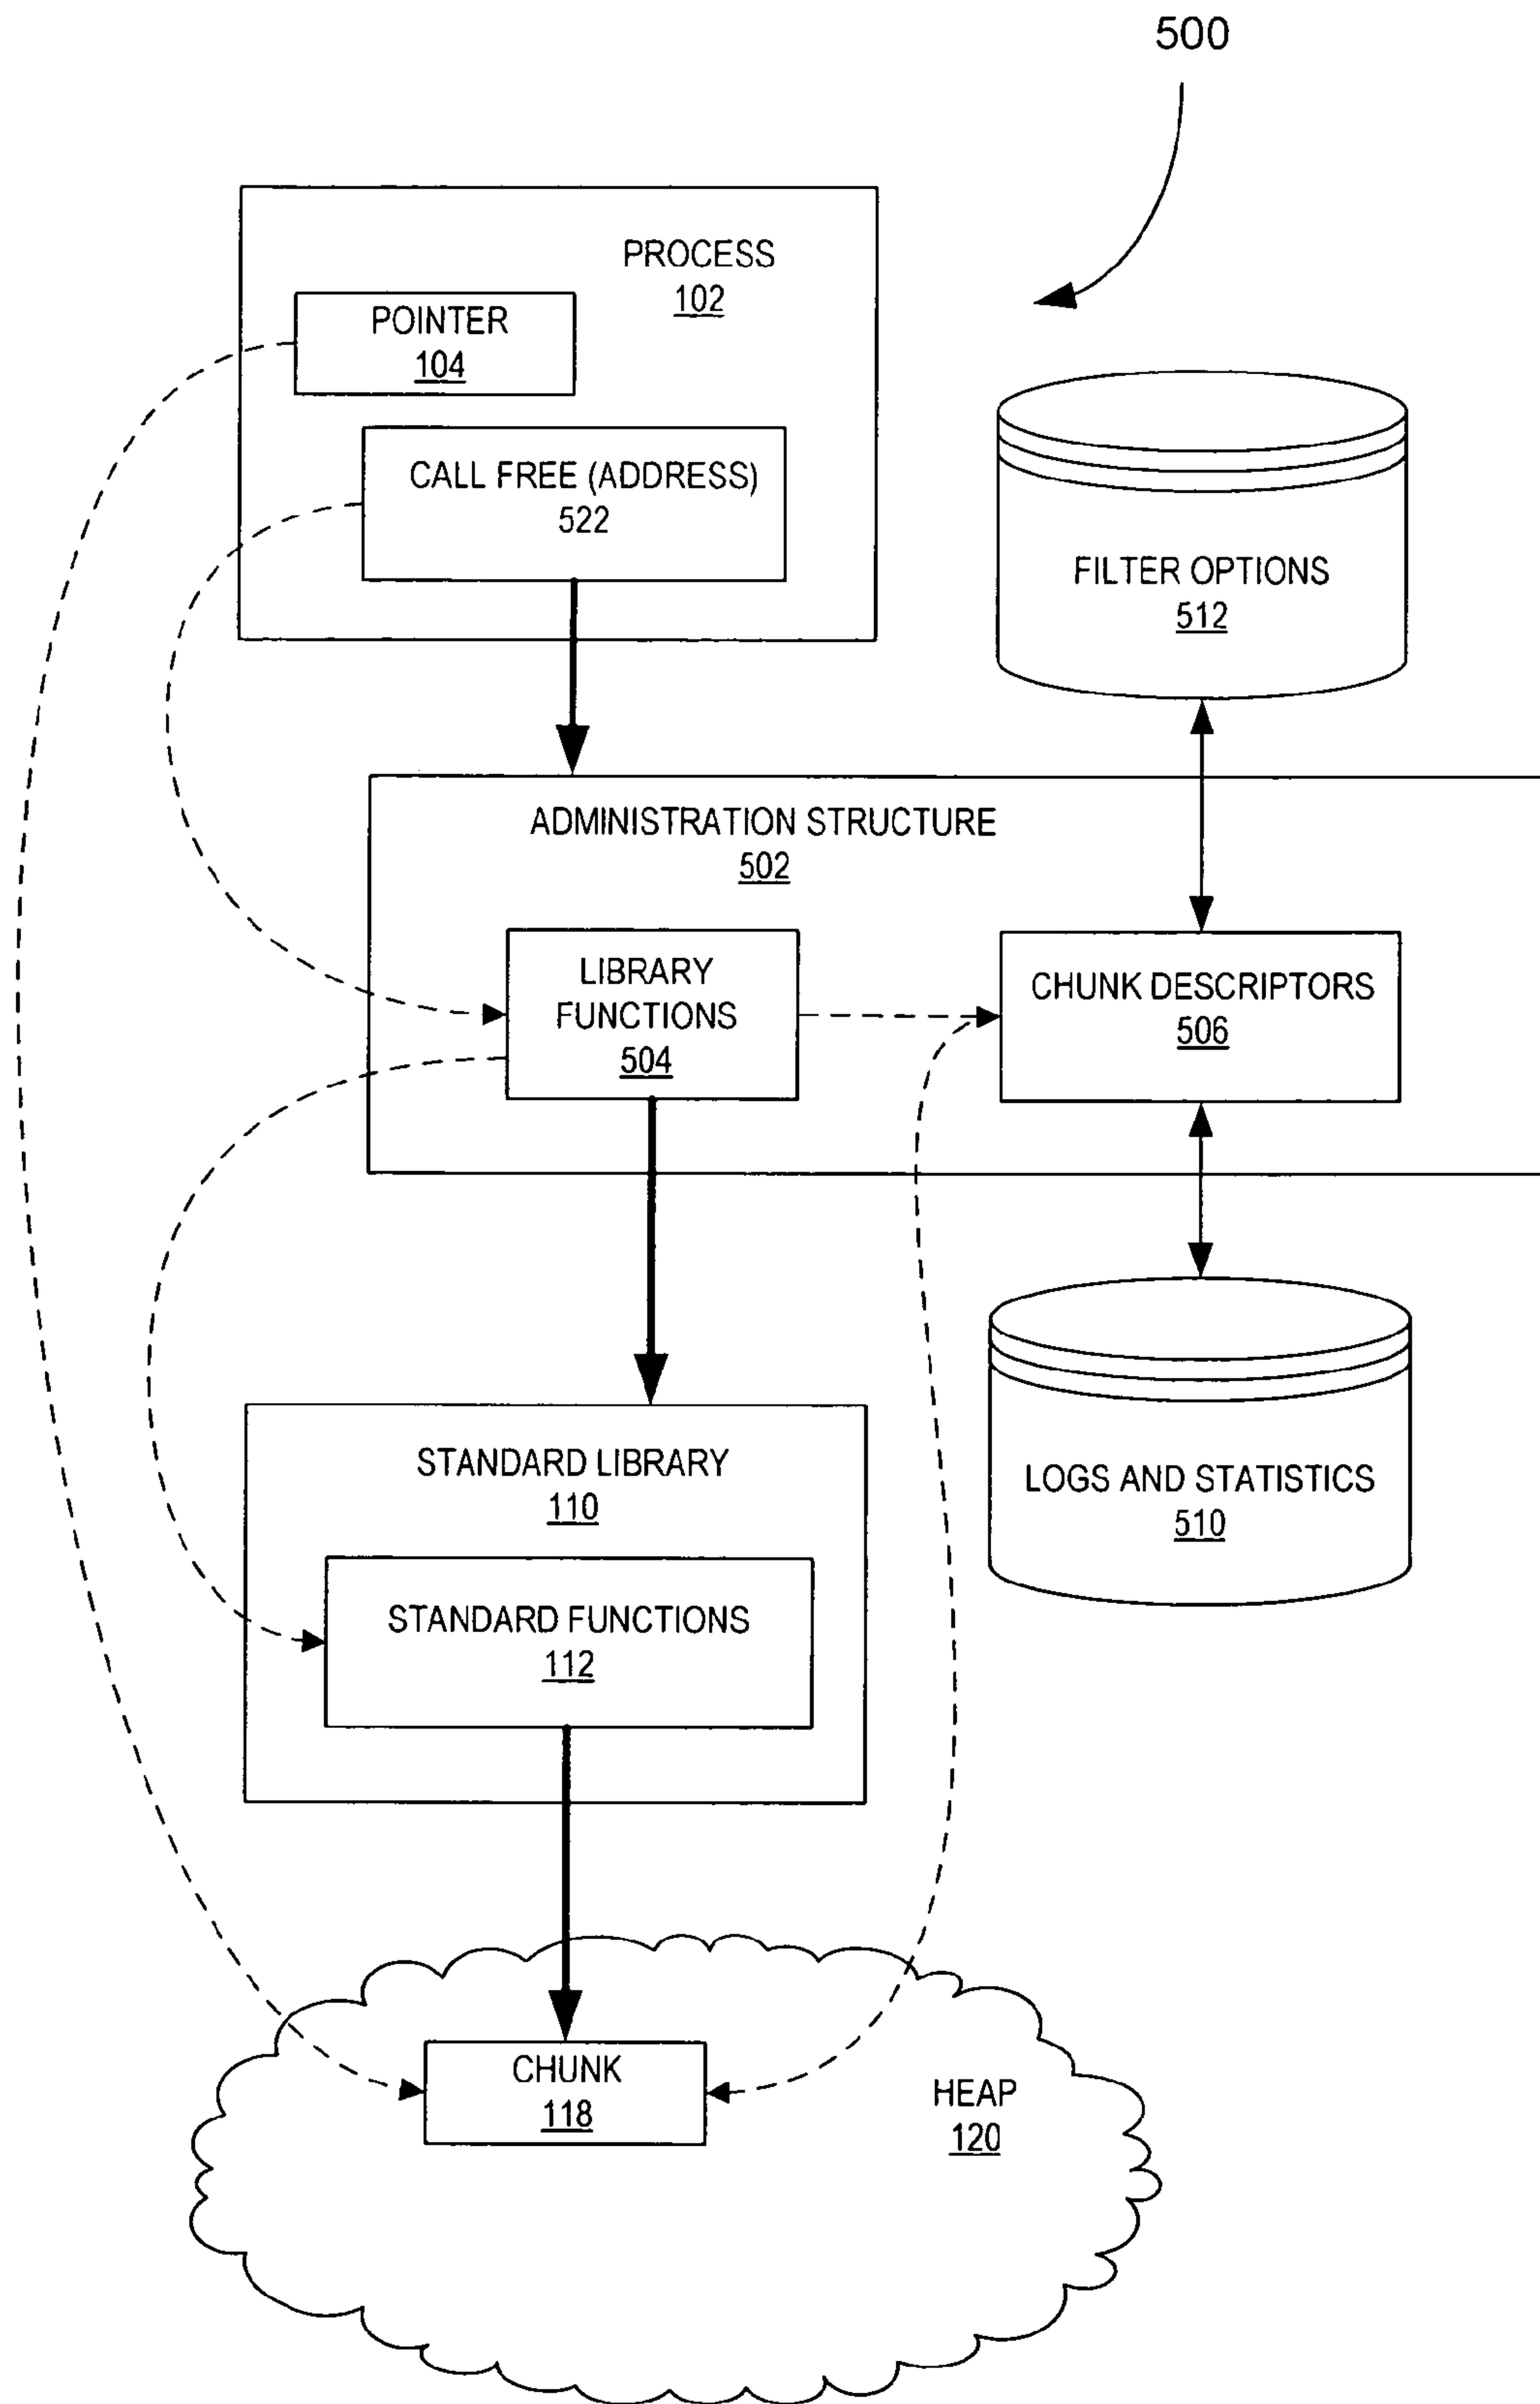 500
PROCESS
102
POINTER
104
CALL FREE (ADDRESS)
522
FILTER OPTIONS
512
ADMINISTRATION STRUCTURE
502
LIBRARY
FUNCTIONS
504
CHUNK DESCRIPTORS
506
STANDARD LIBRARY
110
LOGS AND STATISTICS
510
STANDARD FUNCTIONS
112
CHUNK
118
HEAP
120